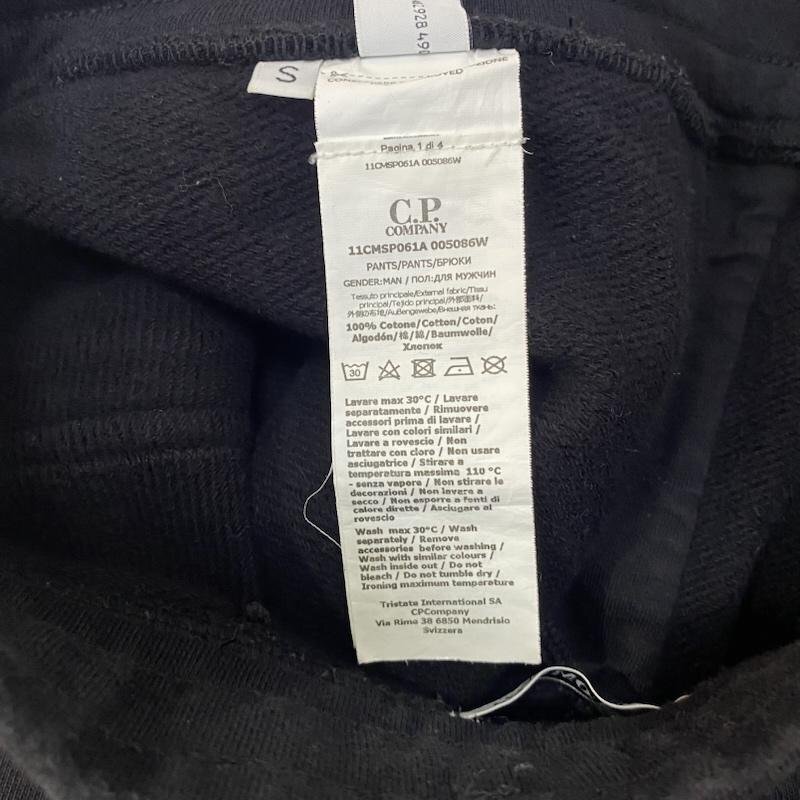 928 490
S
Pagina 1 di 4
11CMSP061A 005086W
C.P.
COMPANY
11CMSP061A 005086W
PANTS/PANTS/БРЮКИ
GENDER:MAN / ПОЛ:ДЛЯ МУЖЧИН
Tessuto principale/External fabric/Tissu
principal/Tejido principal/外部面料/
外側の布地/Außengewebe/Внешняя ткань:
100% Cotone/Cotton/Coton/
Algodón/棉/綿/Baumwolle/
Хлопок
30
Lavare max 30°C / Lavare
separatamente / Rimuovere
accessori prima di lavare /
Lavare con colori similari /
Lavare a rovescio / Non
trattare con cloro / Non usare
asciugatrice / Stirare a
temperatura massima 110 °C
- senza vapore / Non stirare le
decorazioni / Non lavare a
secco / Non esporre a fonti di
calore dirette / Asciugare al
rovescio
Wash max 30°C / Wash
separately / Remove
accessories before washing /
Wash with similar colours /
Wash inside out / Do not
bleach / Do not tumble dry /
Ironing maximum temperature
Tristate International SA
CPCompany
Via Rime 38 6850 Mendrisio
Svizzera